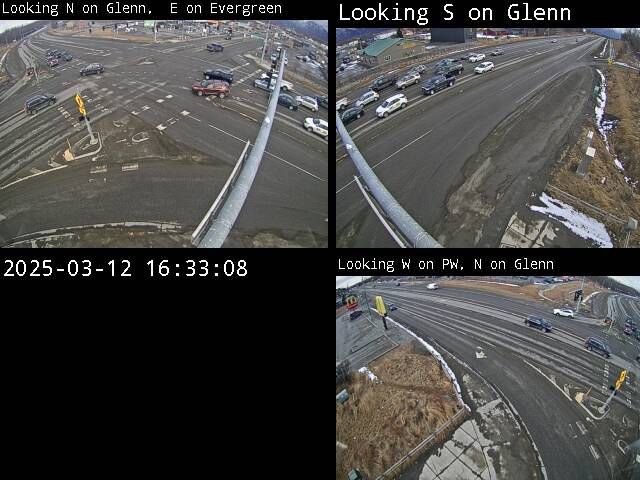 Looking N on Glenn,  E on Evergreen
Looking S on Glenn
2025-03-12 16:33:08
Looking W on PW, N on Glenn